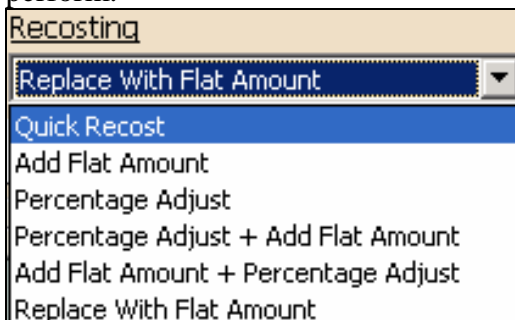 perform.
Recosting
Replace With Flat Amount
Quick Recost
Add Flat Amount
Percentage Adjust
Percentage Adjust + Add Flat Amount
Add Flat Amount + Percentage Adjust
Replace With Flat Amount